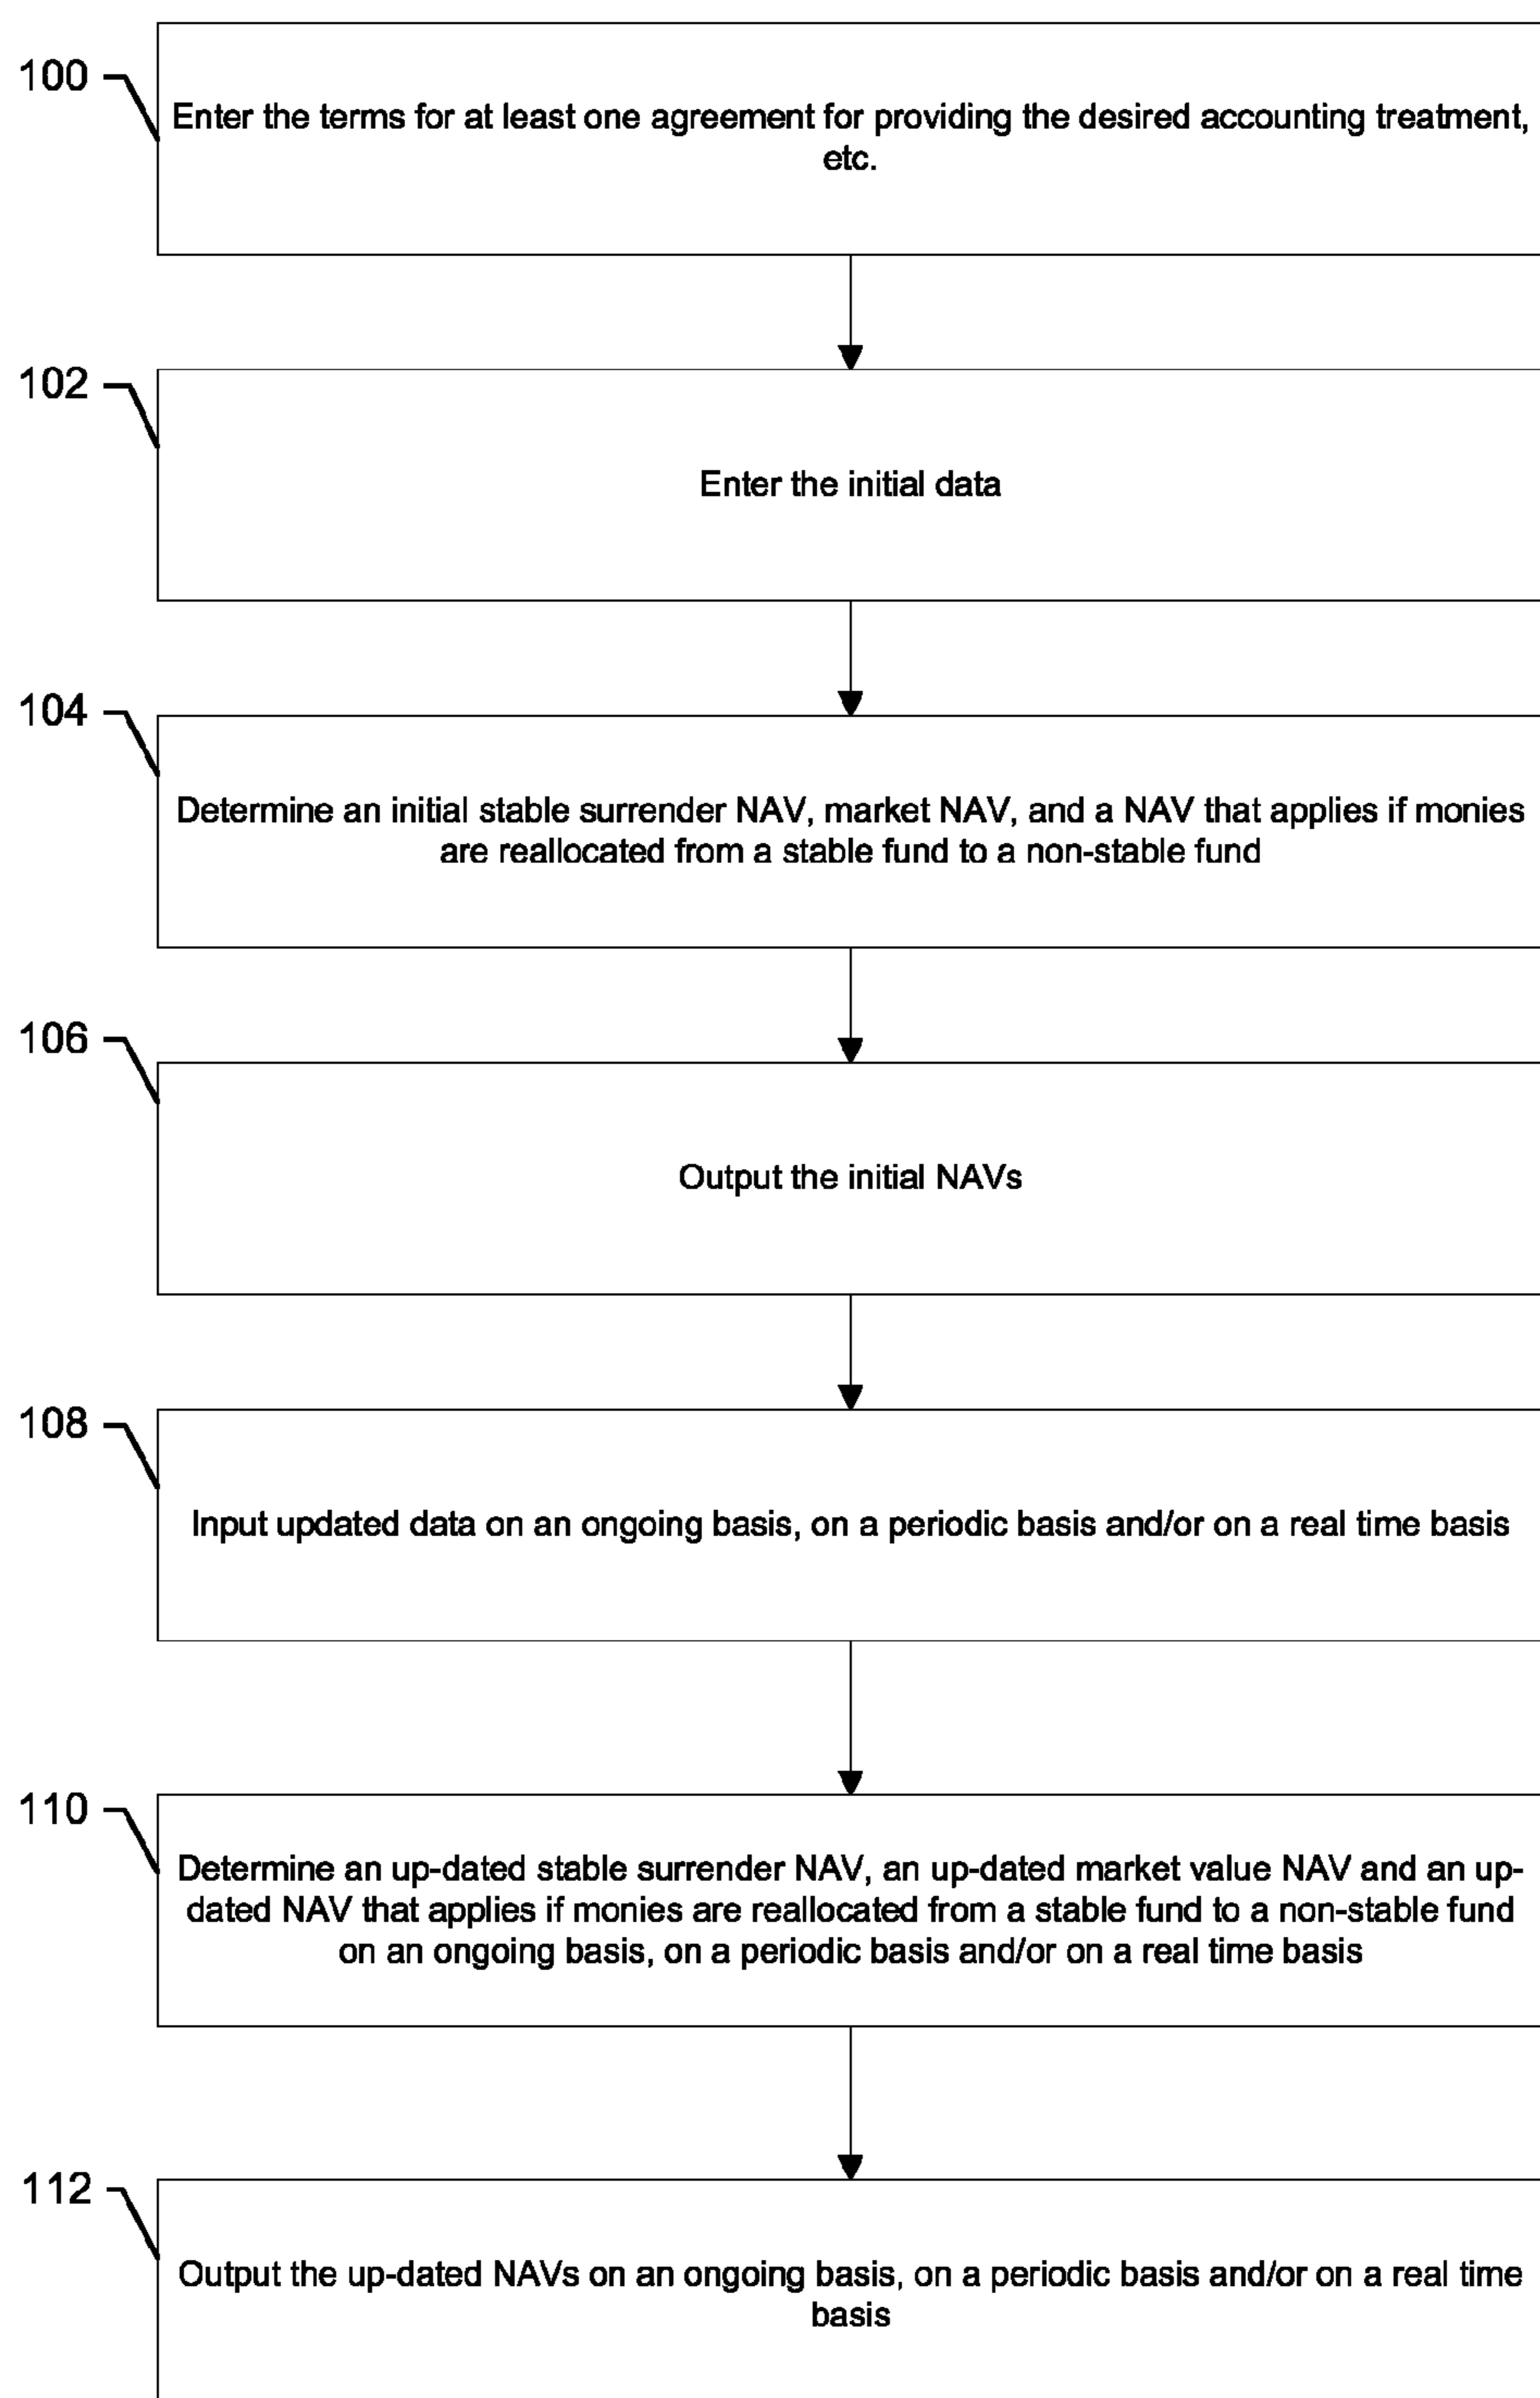 100
Enter the terms for at least one agreement for providing the desired accounting treatment,
etc.
102
Enter the initial data
104
Determine an initial stable surrender NAV, market NAV, and a NAV that applies if monies
are reallocated from a stable fund to a non-stable fund
106
Output the initial NAVs
108
Input updated data on an ongoing basis, on a periodic basis and/or on a real time basis
110
Determine an up-dated stable surrender NAV, an up-dated market value NAV and an up-
dated NAV that applies if monies are reallocated from a stable fund to a non-stable fund
on an ongoing basis, on a periodic basis and/or on a real time basis
112
Output the up-dated NAVs on an ongoing basis, on a periodic basis and/or on a real time
basis